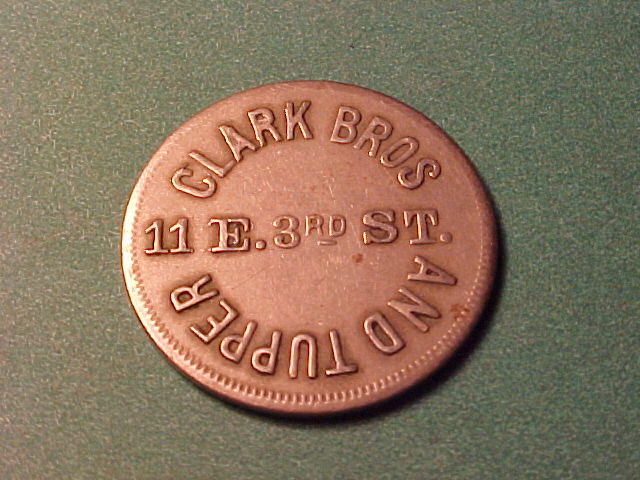 CLARK BROS
11 E. 3RD ST.
AND TUPPER